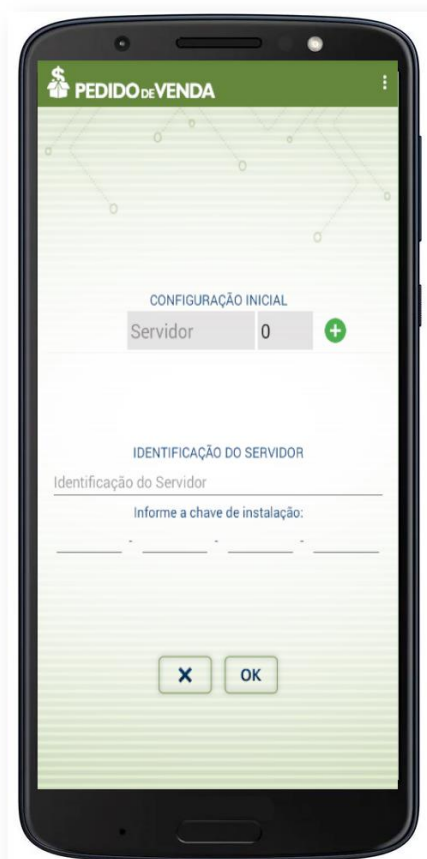 PEDIDO DE VENDA
CONFIGURAÇÃO INICIAL
Servidor 0
IDENTIFICAÇÃO DO SERVIDOR
Identificação do Servidor
Informe a chave de instalação:
- - -
X OK